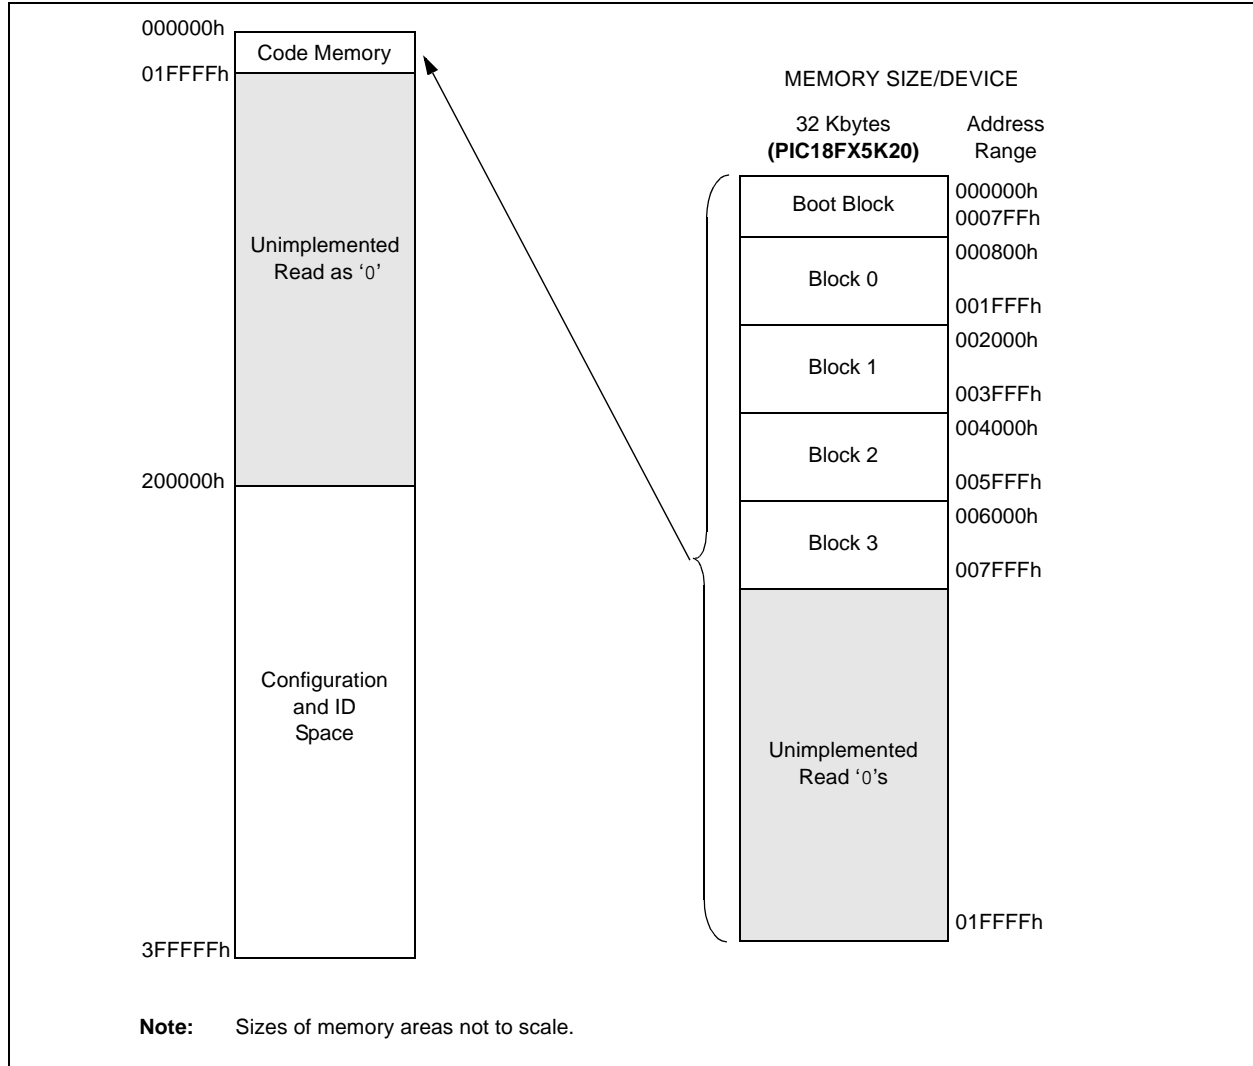 000000h
Code Memory
01FFFFh
Unimplemented
Read as ‘0’
200000h
Configuration
and ID
Space
3FFFFFh
MEMORY SIZE/DEVICE
32 Kbytes
(PIC18FX5K20)
Address
Range
Boot Block
000000h
0007FFh
Block 0
000800h
001FFFh
Block 1
002000h
003FFFh
Block 2
004000h
005FFFh
Block 3
006000h
007FFFh
Unimplemented
Read ‘0’s
01FFFFh
Note: Sizes of memory areas not to scale.